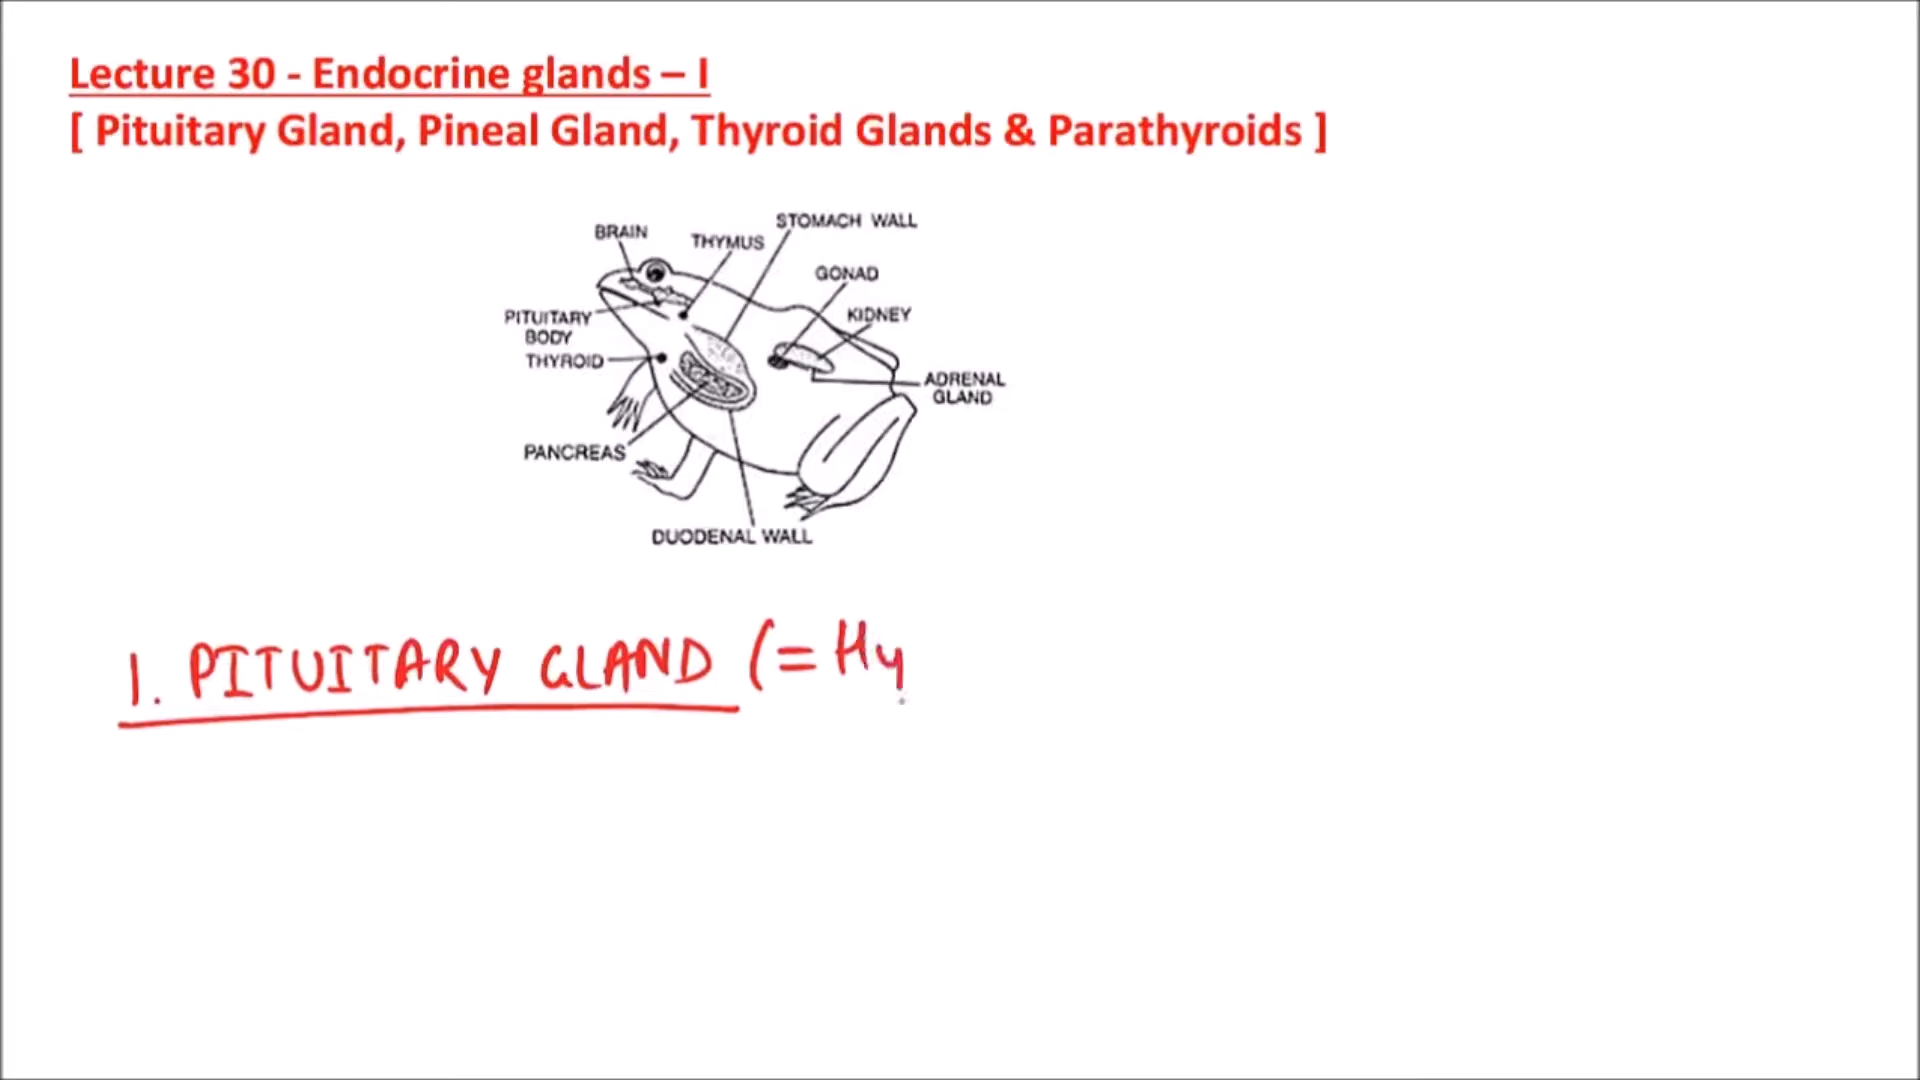 Lecture 30 - Endocrine glands – I
[ Pituitary Gland, Pineal Gland, Thyroid Glands & Parathyroids ]
STOMACH WALL
BRAIN
THYMUS
GONAD
KIDNEY
PITUITARY
BODY
THYROID
ADRENAL
GLAND
PANCREAS
DUODENAL WALL
1. PITUITARY GLAND (= Hy